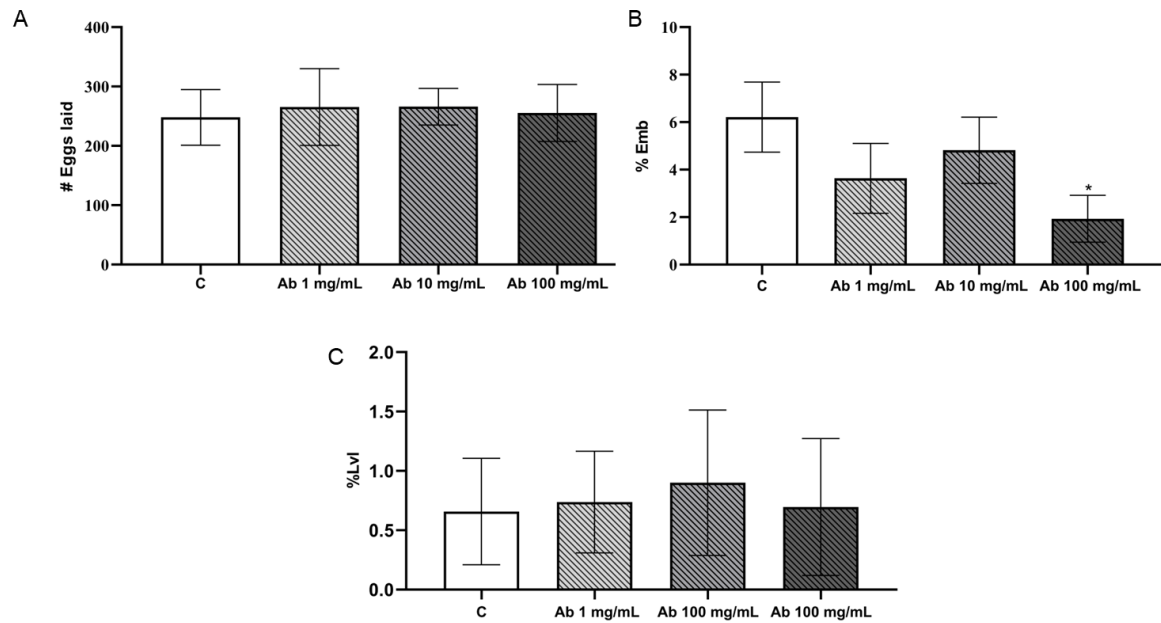 A
# Eggs laid
400
300
200
100
0
C
Ab 1 mg/mL
Ab 10 mg/mL
Ab 100 mg/mL
B
% Emb
10
8
6
4
2
0
*
C
Ab 1 mg/mL
Ab 10 mg/mL
Ab 100 mg/mL
C
%Lvl
2.0
1.5
1.0
0.5
0.0
C
Ab 1 mg/mL
Ab 100 mg/mL
Ab 100 mg/mL